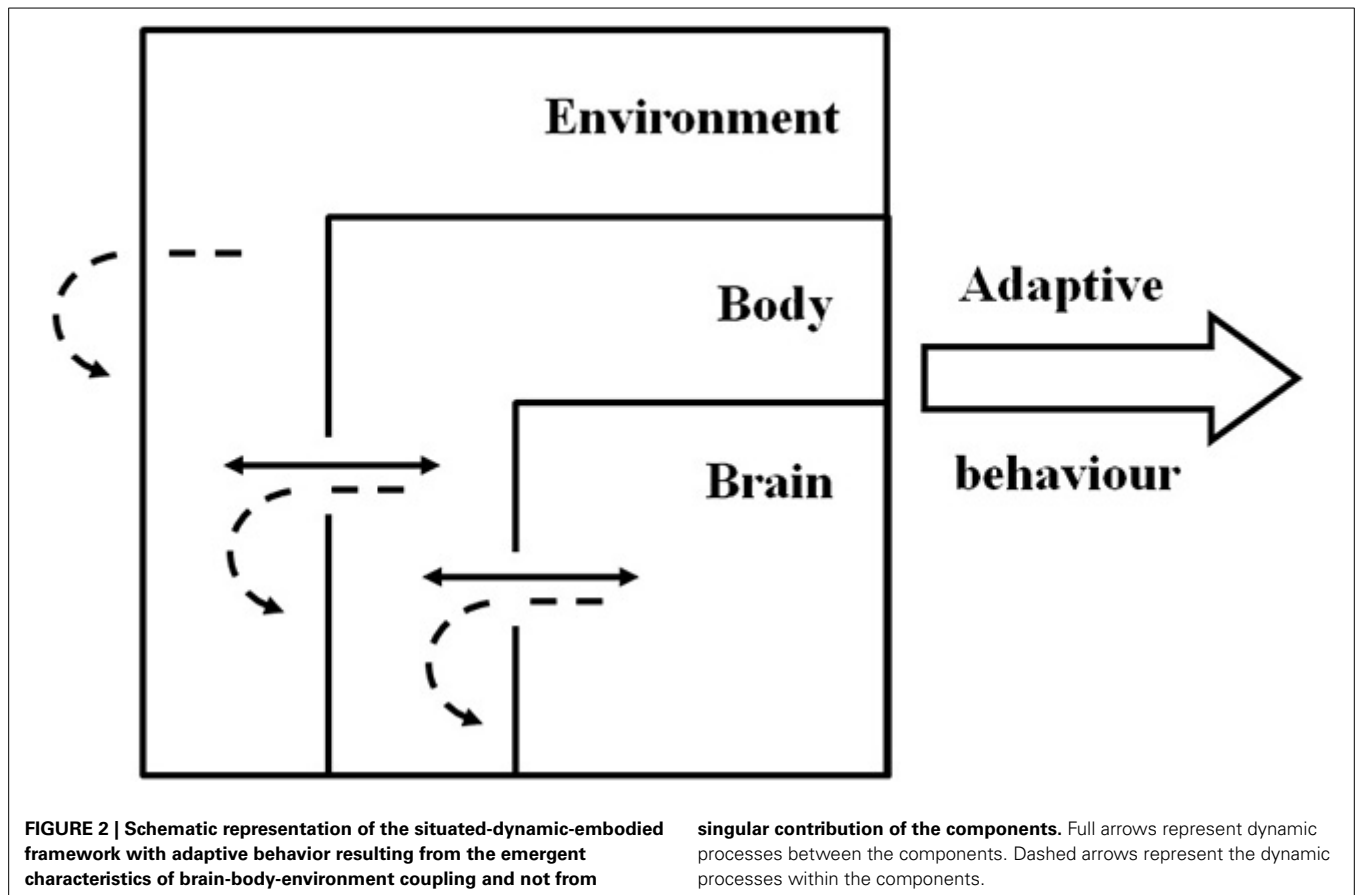 Environment
Body
Adaptive
Brain
behaviour
FIGURE 2 | Schematic representation of the situated-dynamic-embodied
framework with adaptive behavior resulting from the emergent
characteristics of brain-body-environment coupling and not from
singular contribution of the components. Full arrows represent dynamic
processes between the components. Dashed arrows represent the dynamic
processes within the components.